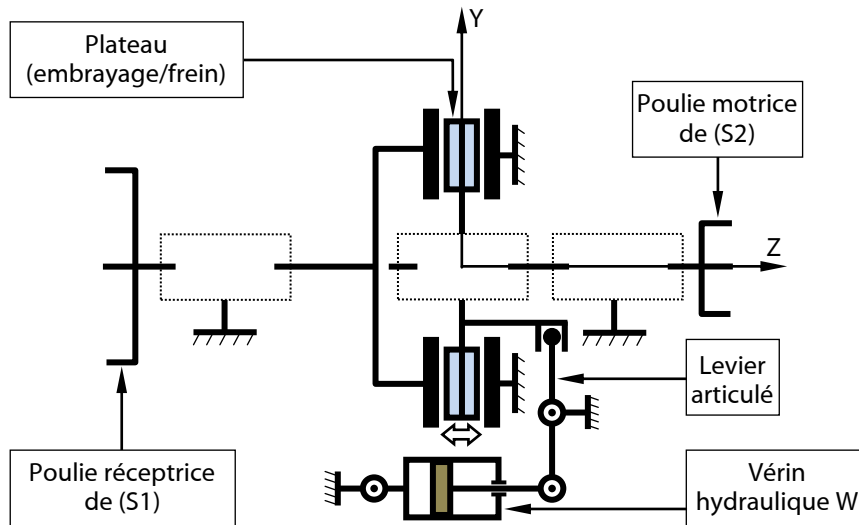 Plateau
(embrayage/frein)
Y
Poulie motrice
de (S2)
Z
Levier
articulé
Poulie réceptrice
de (S1)
Vérin
hydraulique W